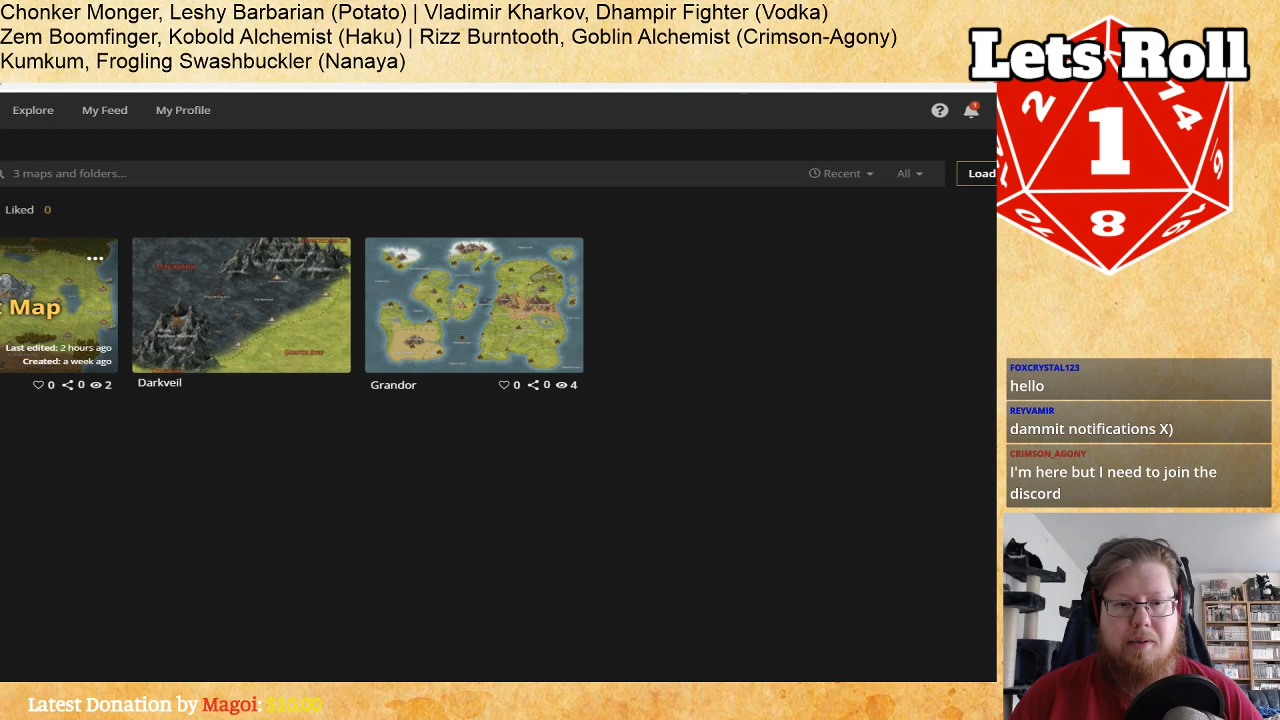 Chonker Monger, Leshy Barbarian (Potato) | Vladimir Kharkov, Dhampir Fighter (Vodka)
Zem Boomfinger, Kobold Alchemist (Haku) | Rizz Burntooth, Goblin Alchemist (Crimson-Agony)
Kumkum, Frogling Swashbuckler (Nanaya)
Lets Roll
2
14
1
8
Explore My Feed My Profile
3 maps and folders... Recent All Load
Liked 0
t Map
Last edited: 2 hours ago
Created: a week ago
0 0 2
Darkveil
Grandor 0 0 4
FOXCRYSTAL123
hello
REYVAMIR
dammit notifications X)
CRIMSON_AGONY
I'm here but I need to join the
discord
Latest Donation by Magoi: $10.00